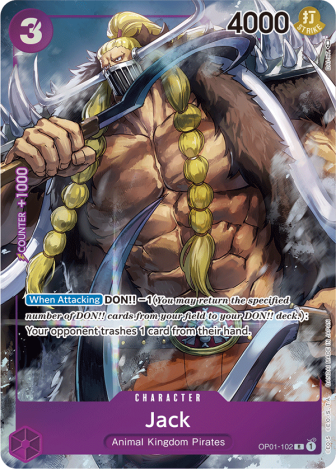 3
4000
打
STRIKE
COUNTER +1000
When Attacking DON!! −1 (You may return the specified
number of DON!! cards from your field to your DON!! deck.):
Your opponent trashes 1 card from their hand.
CHARACTER
Jack
Animal Kingdom Pirates
OP01-102 R 1